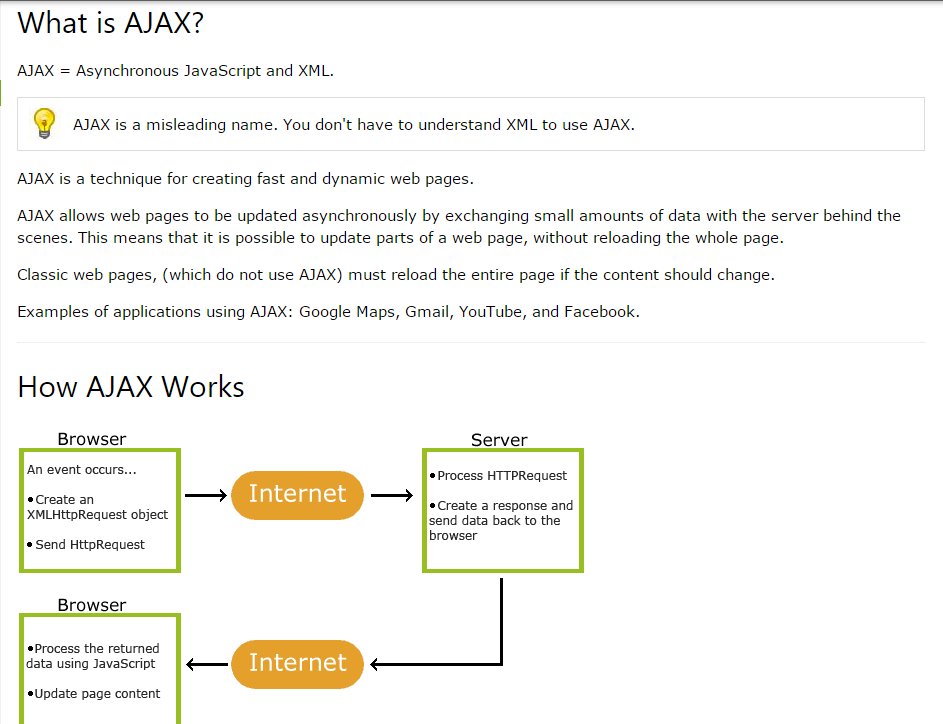 What is AJAX?
AJAX = Asynchronous JavaScript and XML.
AJAX is a misleading name. You don't have to understand XML to use AJAX.
AJAX is a technique for creating fast and dynamic web pages.
AJAX allows web pages to be updated asynchronously by exchanging small amounts of data with the server behind the
scenes. This means that it is possible to update parts of a web page, without reloading the whole page.
Classic web pages, (which do not use AJAX) must reload the entire page if the content should change.
Examples of applications using AJAX: Google Maps, Gmail, YouTube, and Facebook.
How AJAX Works
Browser
An event occurs...
•Create an
XMLHttpRequest object
• Send HttpRequest
Internet
Server
•Process HTTPRequest
•Create a response and
send data back to the
browser
Browser
•Process the returned
data using JavaScript
•Update page content
Internet